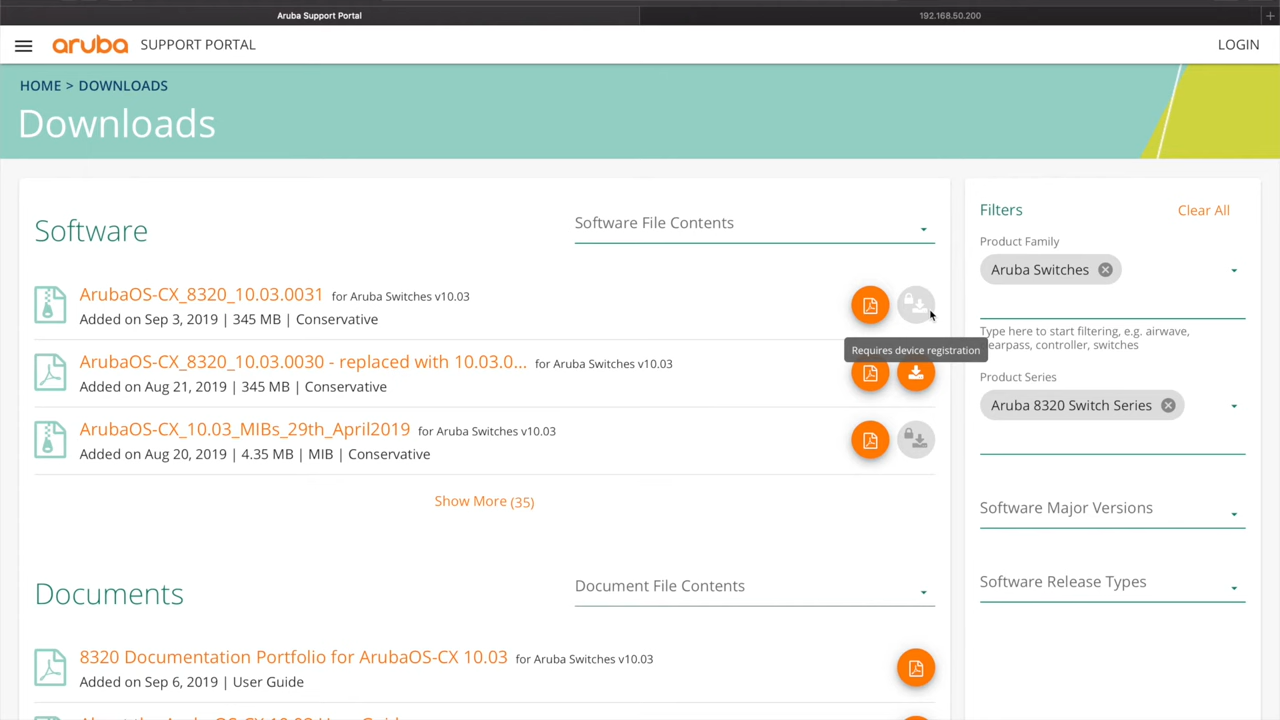 Aruba Support Portal
192.168.50.200
aruba SUPPORT PORTAL
LOGIN
HOME > DOWNLOADS
Downloads
Software
Software File Contents
ArubaOS-CX_8320_10.03.0031 for Aruba Switches v10.03
Added on Sep 3, 2019 | 345 MB | Conservative
Requires device registration
ArubaOS-CX_8320_10.03.0030 - replaced with 10.03.0... for Aruba Switches v10.03
Added on Aug 21, 2019 | 345 MB | Conservative
ArubaOS-CX_10.03_MIBs_29th_April2019 for Aruba Switches v10.03
Added on Aug 20, 2019 | 4.35 MB | MIB | Conservative
Show More (35)
Documents
Document File Contents
8320 Documentation Portfolio for ArubaOS-CX 10.03 for Aruba Switches v10.03
Added on Sep 6, 2019 | User Guide
Filters
Clear All
Product Family
Aruba Switches
Type here to start filtering, e.g. airwave,
earpass, controller, switches
Product Series
Aruba 8320 Switch Series
Software Major Versions
Software Release Types